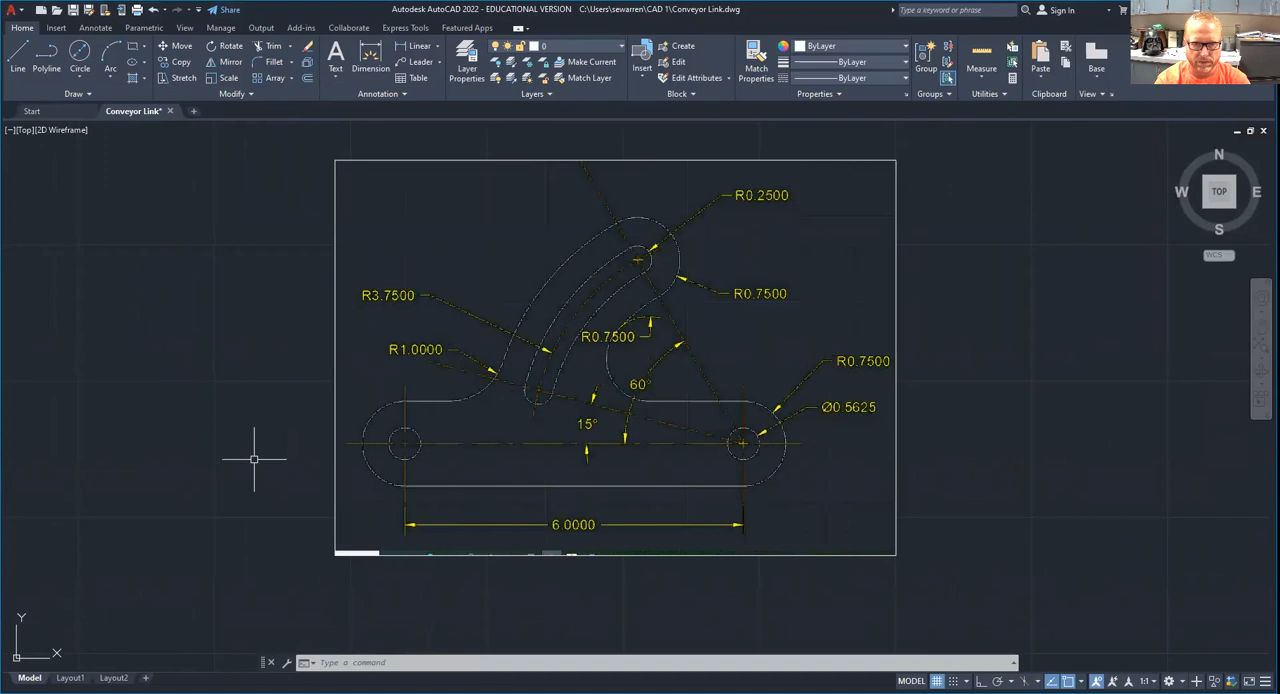 Autodesk AutoCAD 2022 - EDUCATIONAL VERSION C:\Users\sewarren\CAD 1\Conveyor Link.dwg
Share
Type a keyword or phrase
Sign In
Home Insert Annotate Parametric View Manage Output Add-ins Collaborate Express Tools Featured Apps
Line Polyline Circle Arc
Move Rotate Trim
Copy Mirror Fillet
Stretch Scale Array
Text Dimension
Linear
Leader
Table
Layer Properties
0
Make Current
Match Layer
Insert
Create
Edit
Edit Attributes
Match Properties
ByLayer
ByLayer
ByLayer
Group
Measure
Paste
Base
Draw Modify Annotation Layers Block Properties Groups Utilities Clipboard View
Start Conveyor Link*
[−][Top][2D Wireframe]
N
W TOP E
S
WCS
R0.2500
R3.7500
R0.7500
R0.7500
R1.0000
R0.7500
60°
Ø0.5625
15°
6.0000
Y
X
Type a command
Model Layout1 Layout2
MODEL
1:1